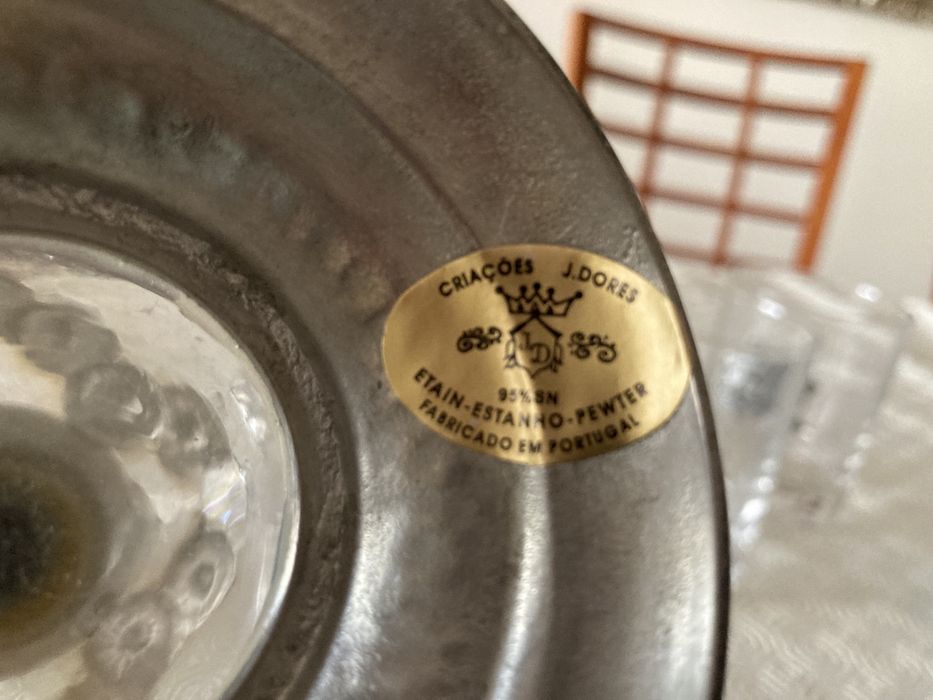 CRIAÇÕES J.DORES
JD
95% SN
ETAIN-ESTANHO-PEWTER
FABRICADO EM PORTUGAL